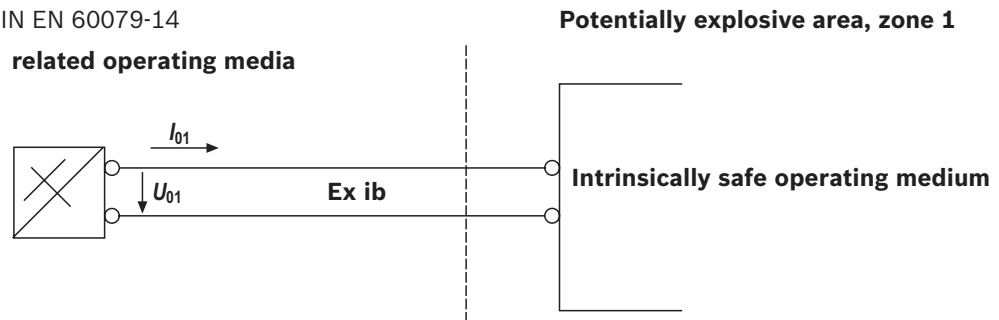 IN EN 60079-14
Potentially explosive area, zone 1
related operating media
I01
U01
Ex ib
Intrinsically safe operating medium